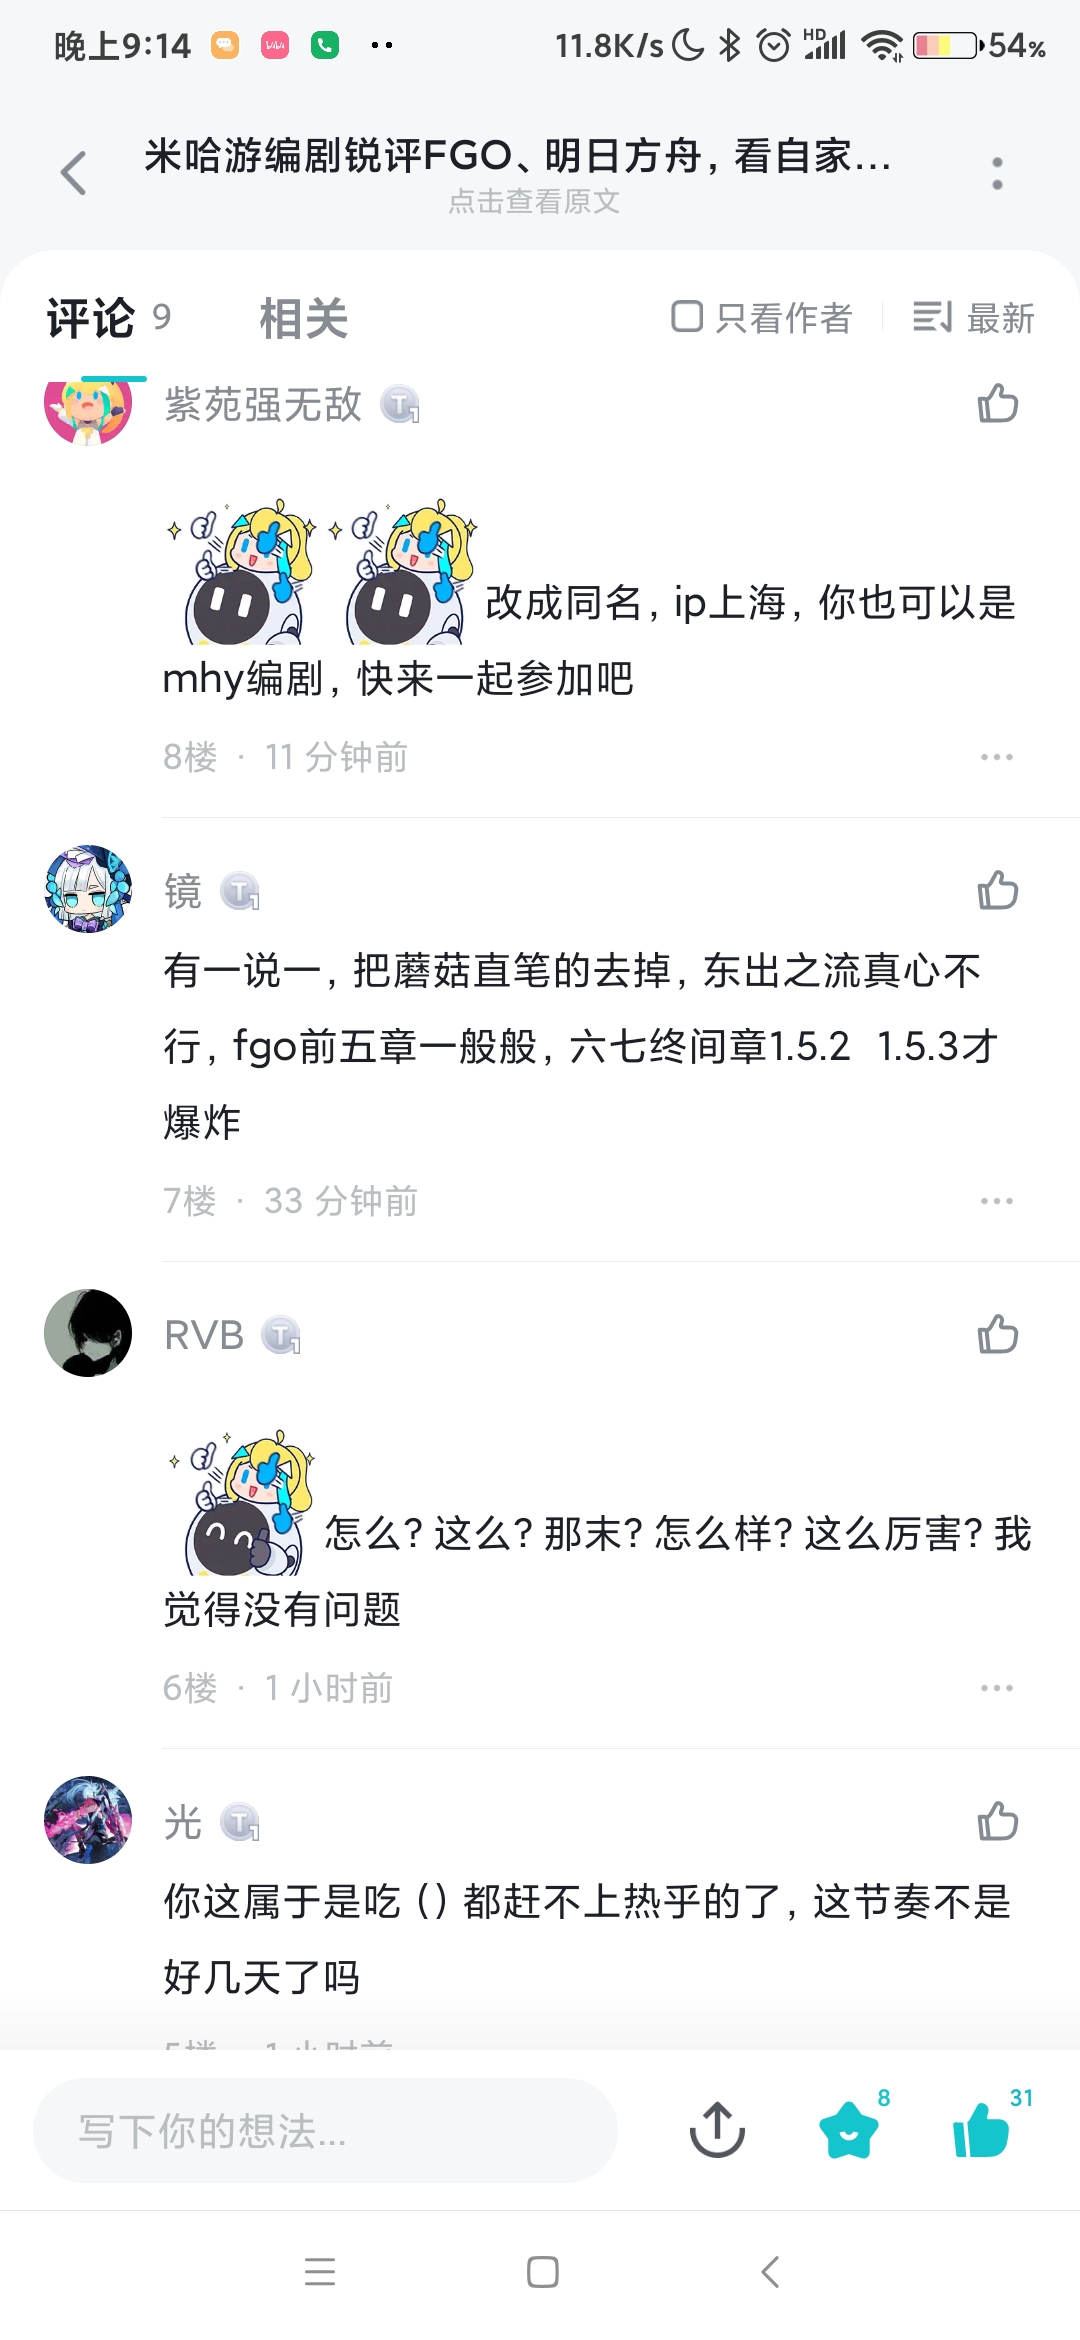 晚上9:14
11.8K/s
HD
54%
米哈游编剧锐评FGO、明日方舟，看自家...
点击查看原文
评论 9
相关
只看作者
最新
紫苑强无敌
改成同名，ip上海，你也可以是
mhy编剧，快来一起参加吧
8楼 · 11 分钟前
镜
有一说一，把蘑菇直笔的去掉，东出之流真心不
行，fgo前五章一般般，六七终间章1.5.2 1.5.3才
爆炸
7楼 · 33 分钟前
RVB
怎么？这么？那末？怎么样？这么厉害？我
觉得没有问题
6楼 · 1 小时前
光
你这属于是吃（）都赶不上热乎的了，这节奏不是
好几天了吗
5楼 · 1 小时前
写下你的想法...
8
31